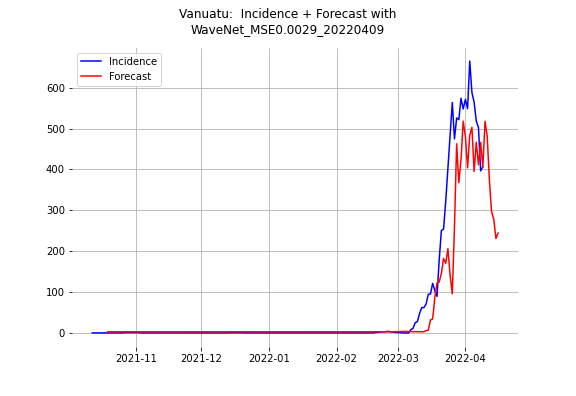 Vanuatu:  Incidence + Forecast with
WaveNet_MSE0.0029_20220409
Incidence
Forecast
600
500
400
300
200
100
0
2021-11 2021-12 2022-01 2022-02 2022-03 2022-04